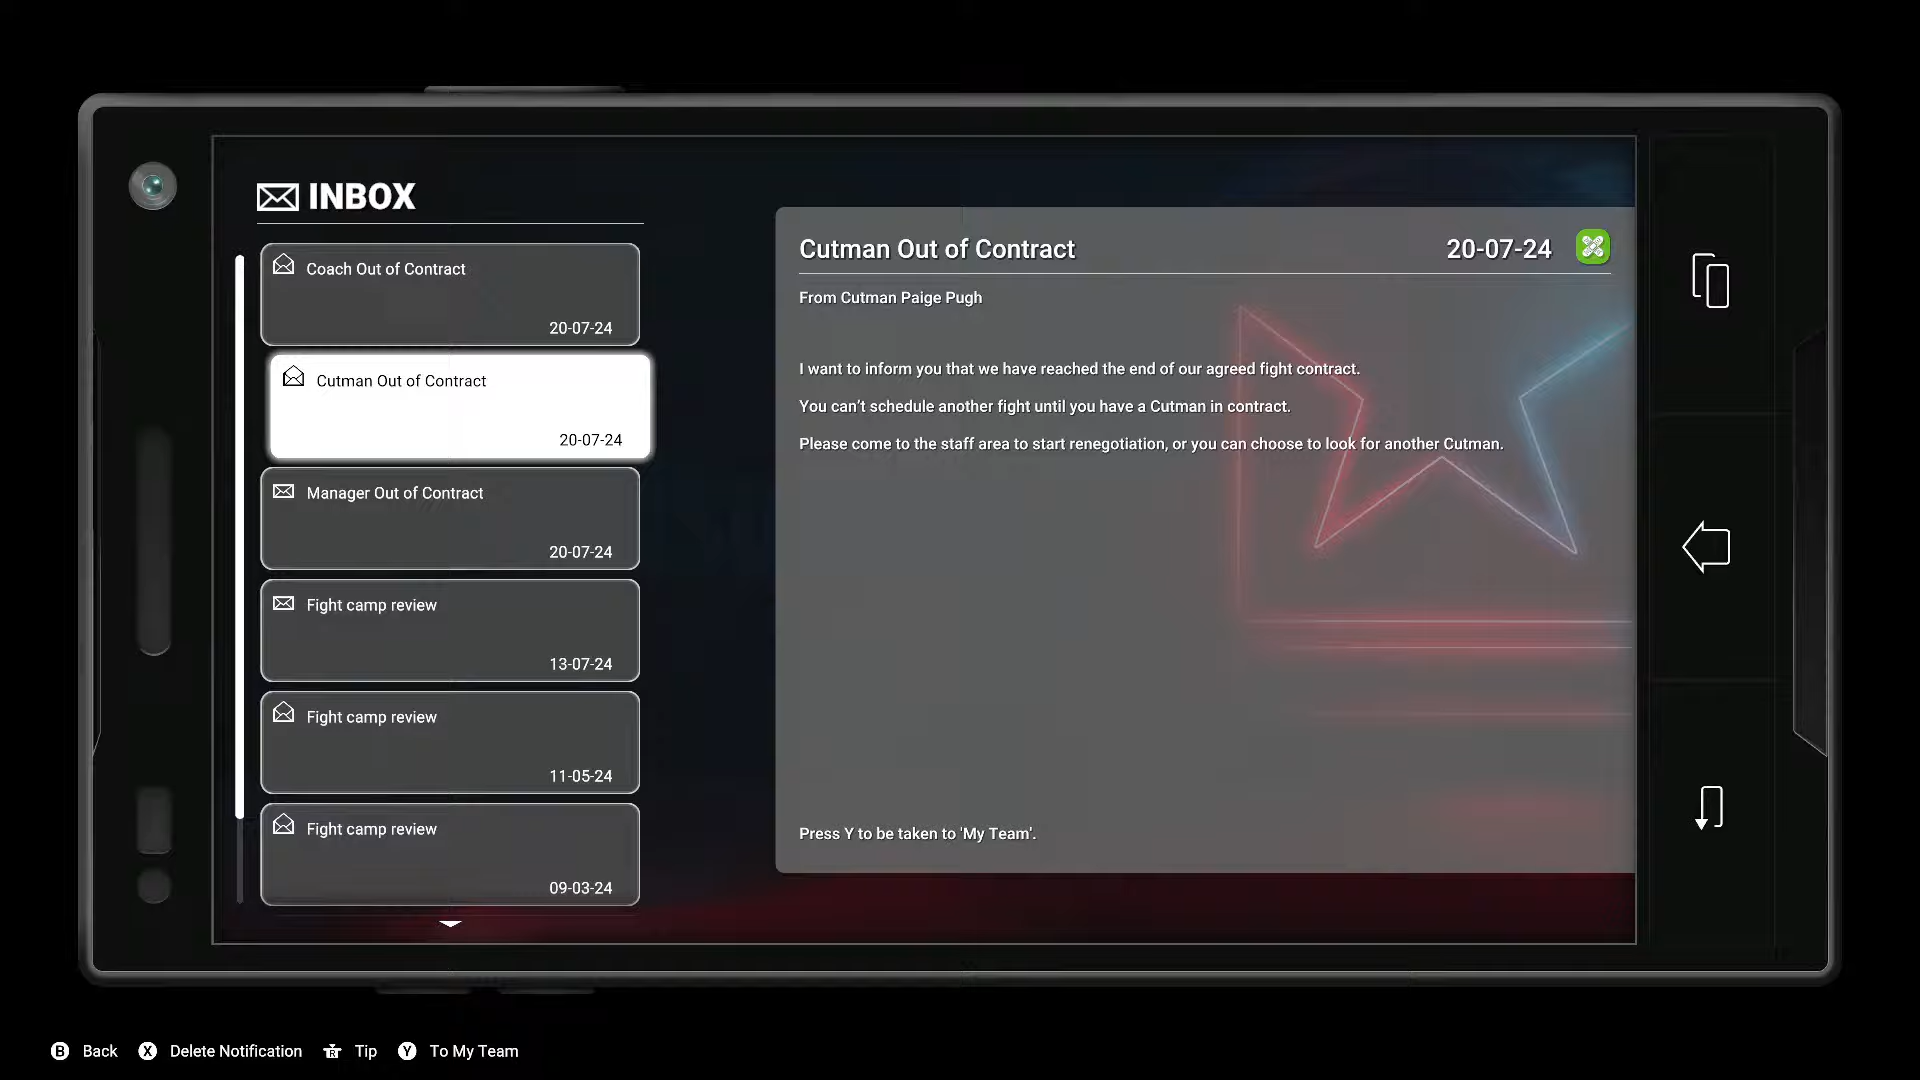 INBOX
Coach Out of Contract
20-07-24
Cutman Out of Contract
20-07-24
Manager Out of Contract
20-07-24
Fight camp review
13-07-24
Fight camp review
11-05-24
Fight camp review
09-03-24
Cutman Out of Contract 20-07-24
From Cutman Paige Pugh
I want to inform you that we have reached the end of our agreed fight contract.
You can't schedule another fight until you have a Cutman in contract.
Please come to the staff area to start renegotiation, or you can choose to look for another Cutman.
Press Y to be taken to 'My Team'.
B Back X Delete Notification R Tip Y To My Team